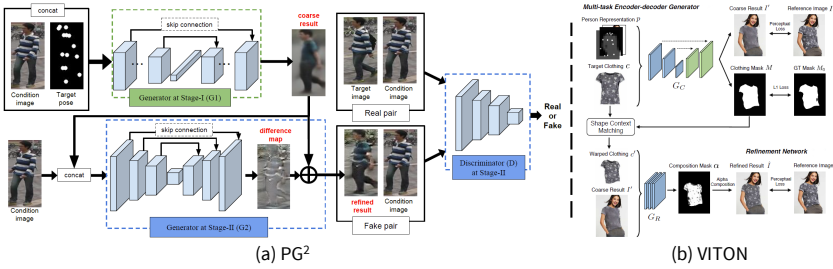 concat
Condition
image
Target
pose
skip connection
Generator at Stage-I (G1)
coarse
result
Target
image
Condition
image
Real pair
Condition
image
concat
skip connection
Generator at Stage-II (G2)
difference
map
refined
result
Condition
image
Fake pair
Discriminator (D)
at Stage-II
Real
or
Fake
(a) PG²
Multi-task Encoder-decoder Generator
Person Representation p
Target Clothing c
G_C
Coarse Result I'
Perceptual
Loss
Reference Image I
Clothing Mask M
L1 Loss
GT Mask M₀
Shape Context
Matching
Warped Clothing c'
Coarse Result I'
Refinement Network
G_R
Composition Mask α
Alpha
Composition
Refined Result Î
Perceptual
Loss
Reference Image I
(b) VITON